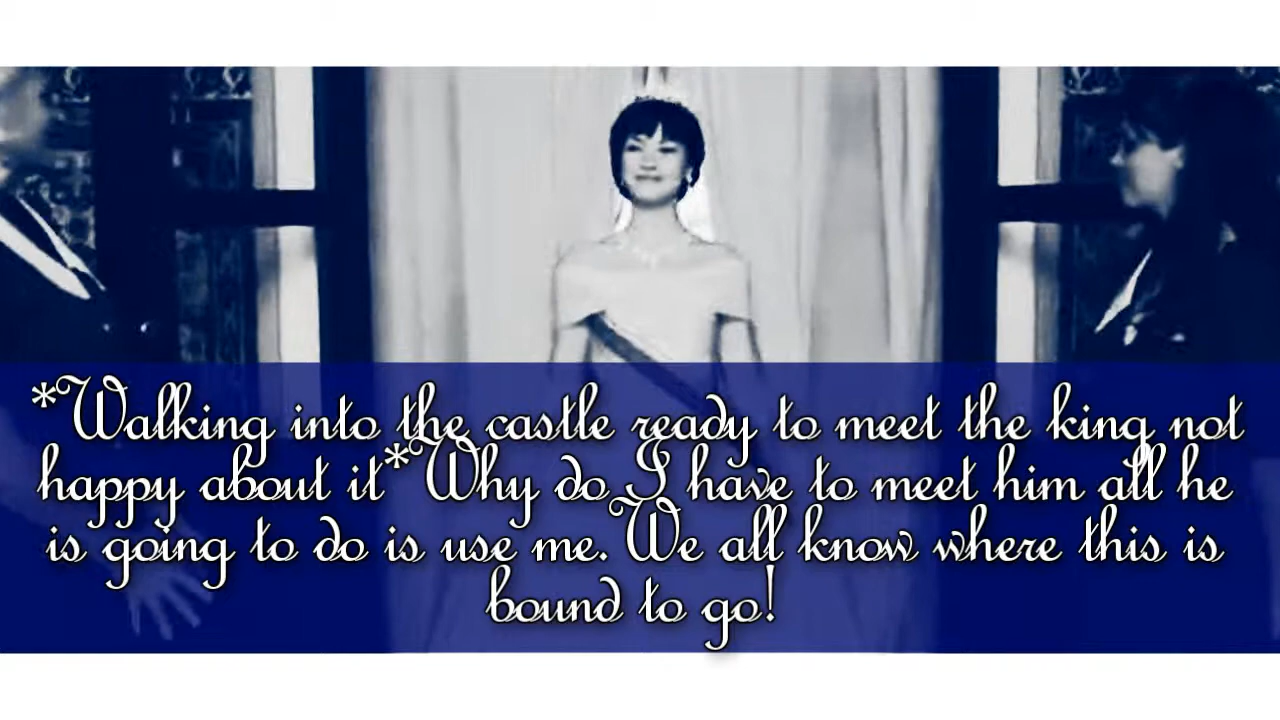 *Walking into the castle ready to meet the king not
happy about it*Why do I have to meet him all he
is going to do is use me. We all know where this is
bound to go!